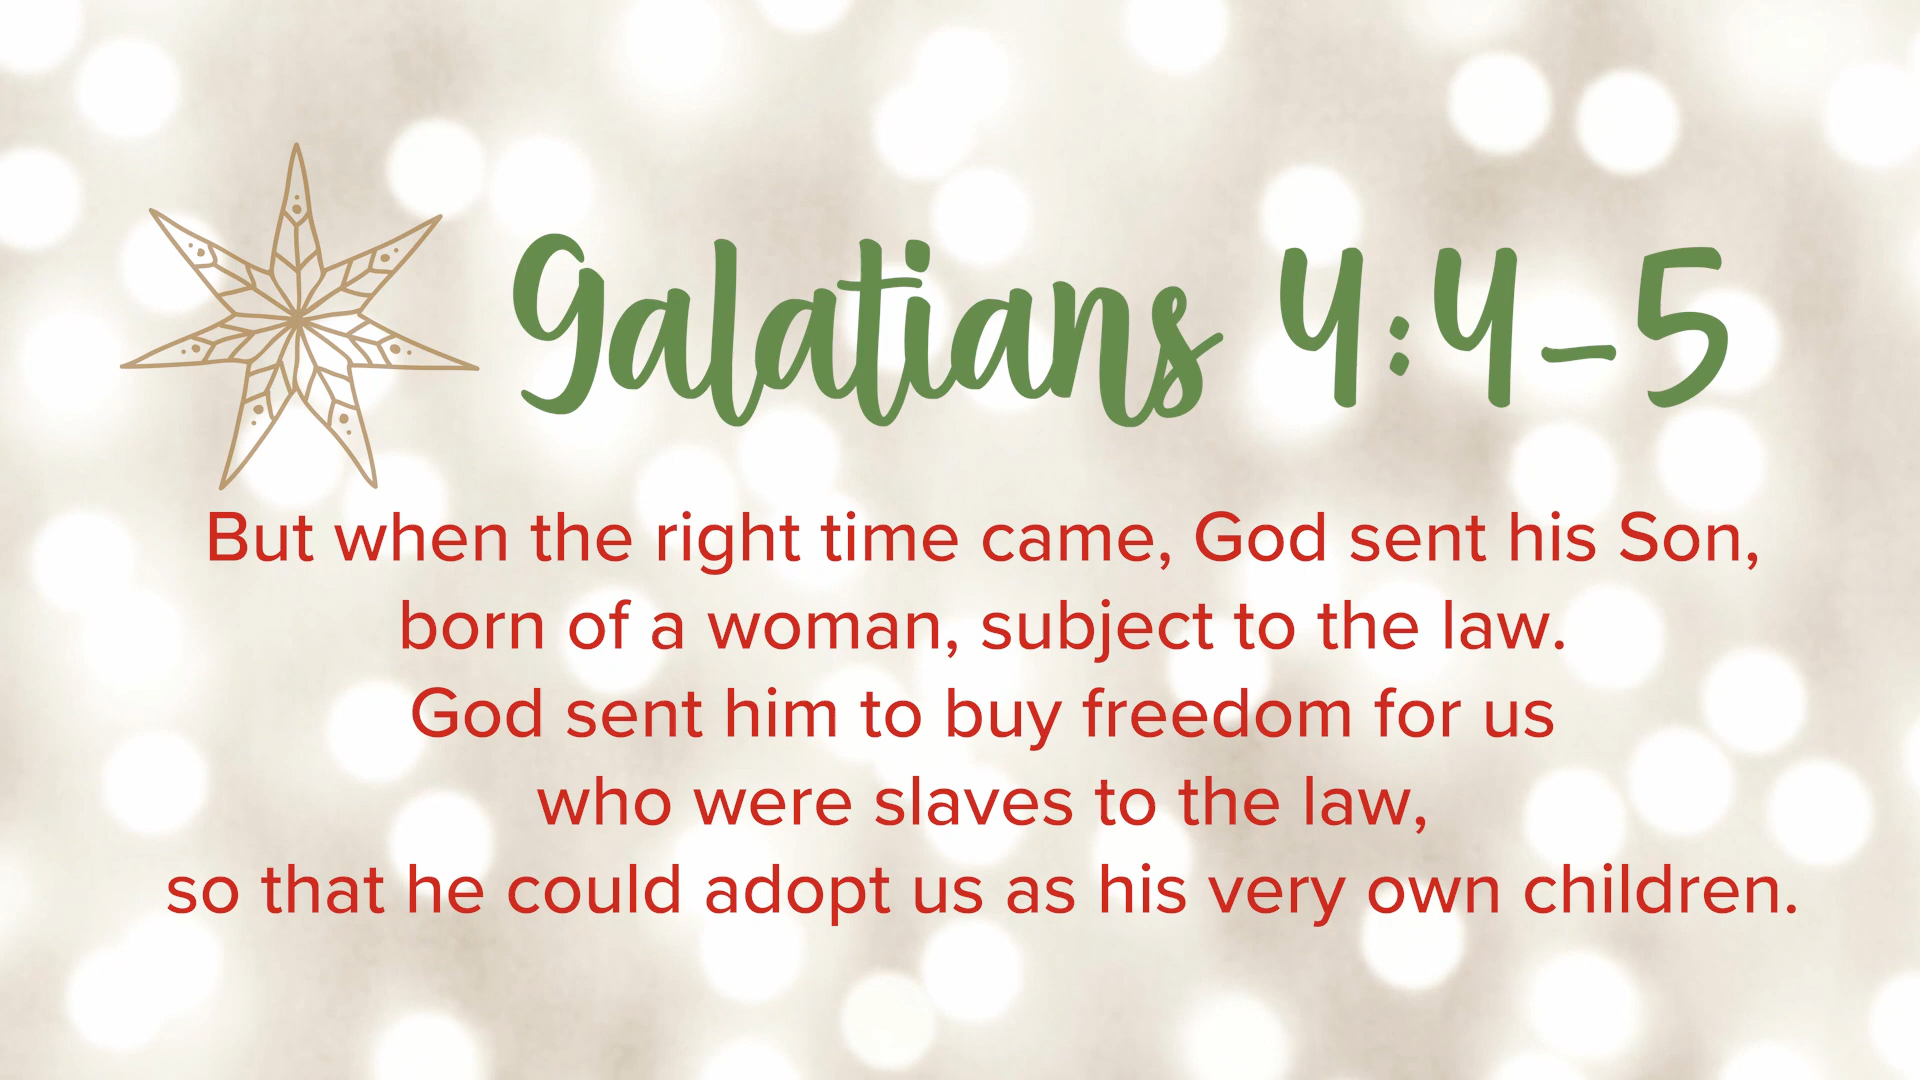 Galatians 4:4-5
But when the right time came, God sent his Son,
born of a woman, subject to the law.
God sent him to buy freedom for us
who were slaves to the law,
so that he could adopt us as his very own children.